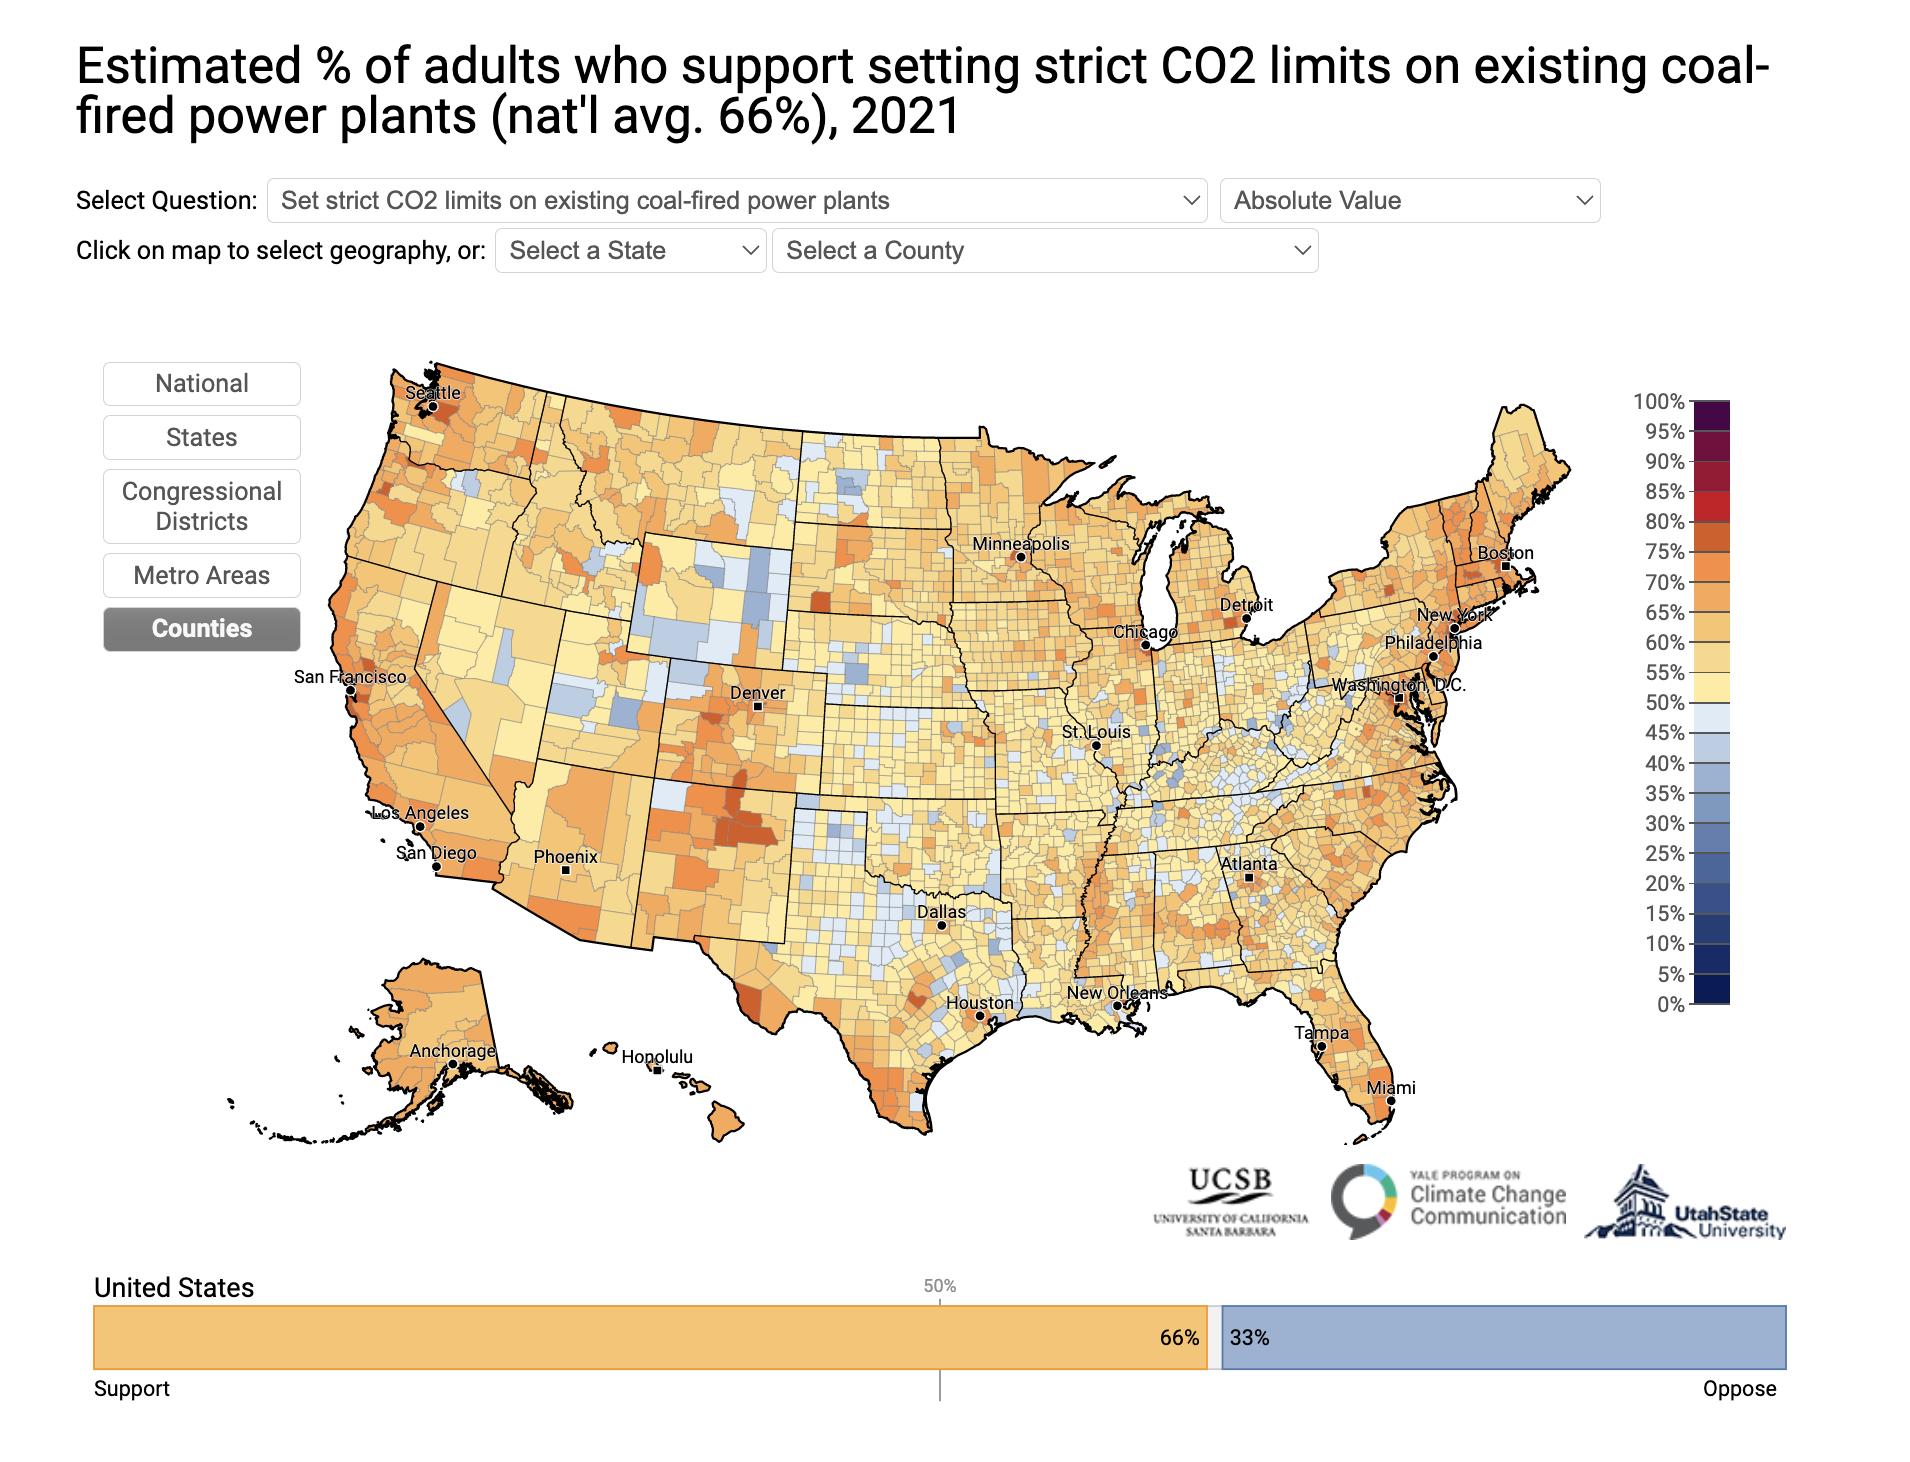 Estimated % of adults who support setting strict CO2 limits on existing coal-
fired power plants (nat'l avg. 66%), 2021
Select Question:
Set strict CO2 limits on existing coal-fired power plants
Absolute Value
Click on map to select geography, or:
Select a State
Select a County
National
States
Congressional
Districts
Metro Areas
Counties
Seattle
Minneapolis
Boston
Detroit
New York
Chicago
Philadelphia
San Francisco
Washington, D.C.
Denver
St. Louis
Los Angeles
San Diego
Phoenix
Atlanta
Dallas
New Orleans
Houston
Tampa
Anchorage
Honolulu
Miami
100%
95%
90%
85%
80%
75%
70%
65%
60%
55%
50%
45%
40%
35%
30%
25%
20%
15%
10%
5%
0%
UCSB
UNIVERSITY OF CALIFORNIA
SANTA BARBARA
YALE PROGRAM ON
Climate Change
Communication
UtahState
University
United States
50%
66%
33%
Support
Oppose